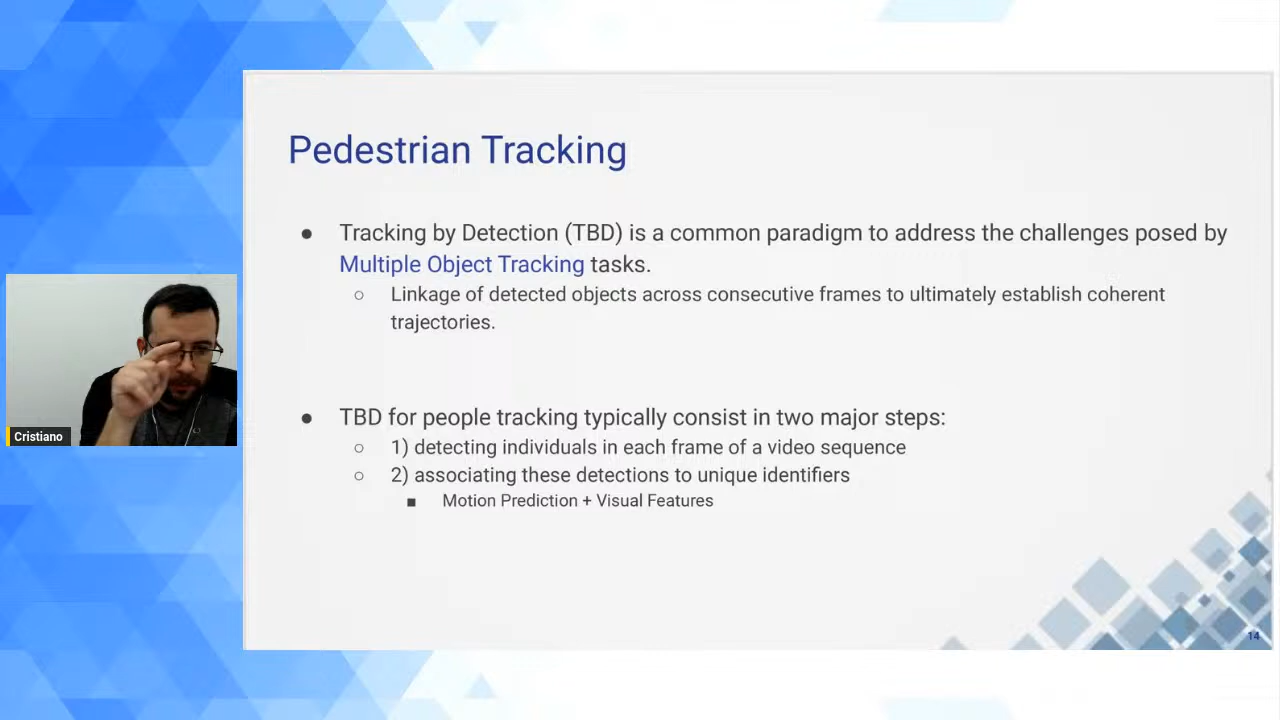 Pedestrian Tracking
● Tracking by Detection (TBD) is a common paradigm to address the challenges posed by
Multiple Object Tracking tasks.
○ Linkage of detected objects across consecutive frames to ultimately establish coherent
trajectories.
● TBD for people tracking typically consist in two major steps:
○ 1) detecting individuals in each frame of a video sequence
○ 2) associating these detections to unique identifiers
■ Motion Prediction + Visual Features
Cristiano
14